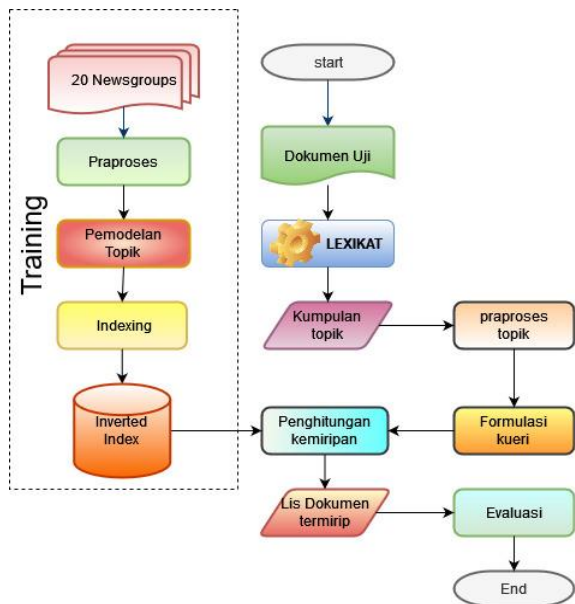 Training
20 Newsgroups
Praproses
Pemodelan
Topik
Indexing
Inverted
Index
start
Dokumen Uji
LEXIKAT
Kumpulan
topik
praproses
topik
Formulasi
kueri
Penghitungan
kemiripan
Lis Dokumen
termirip
Evaluasi
End